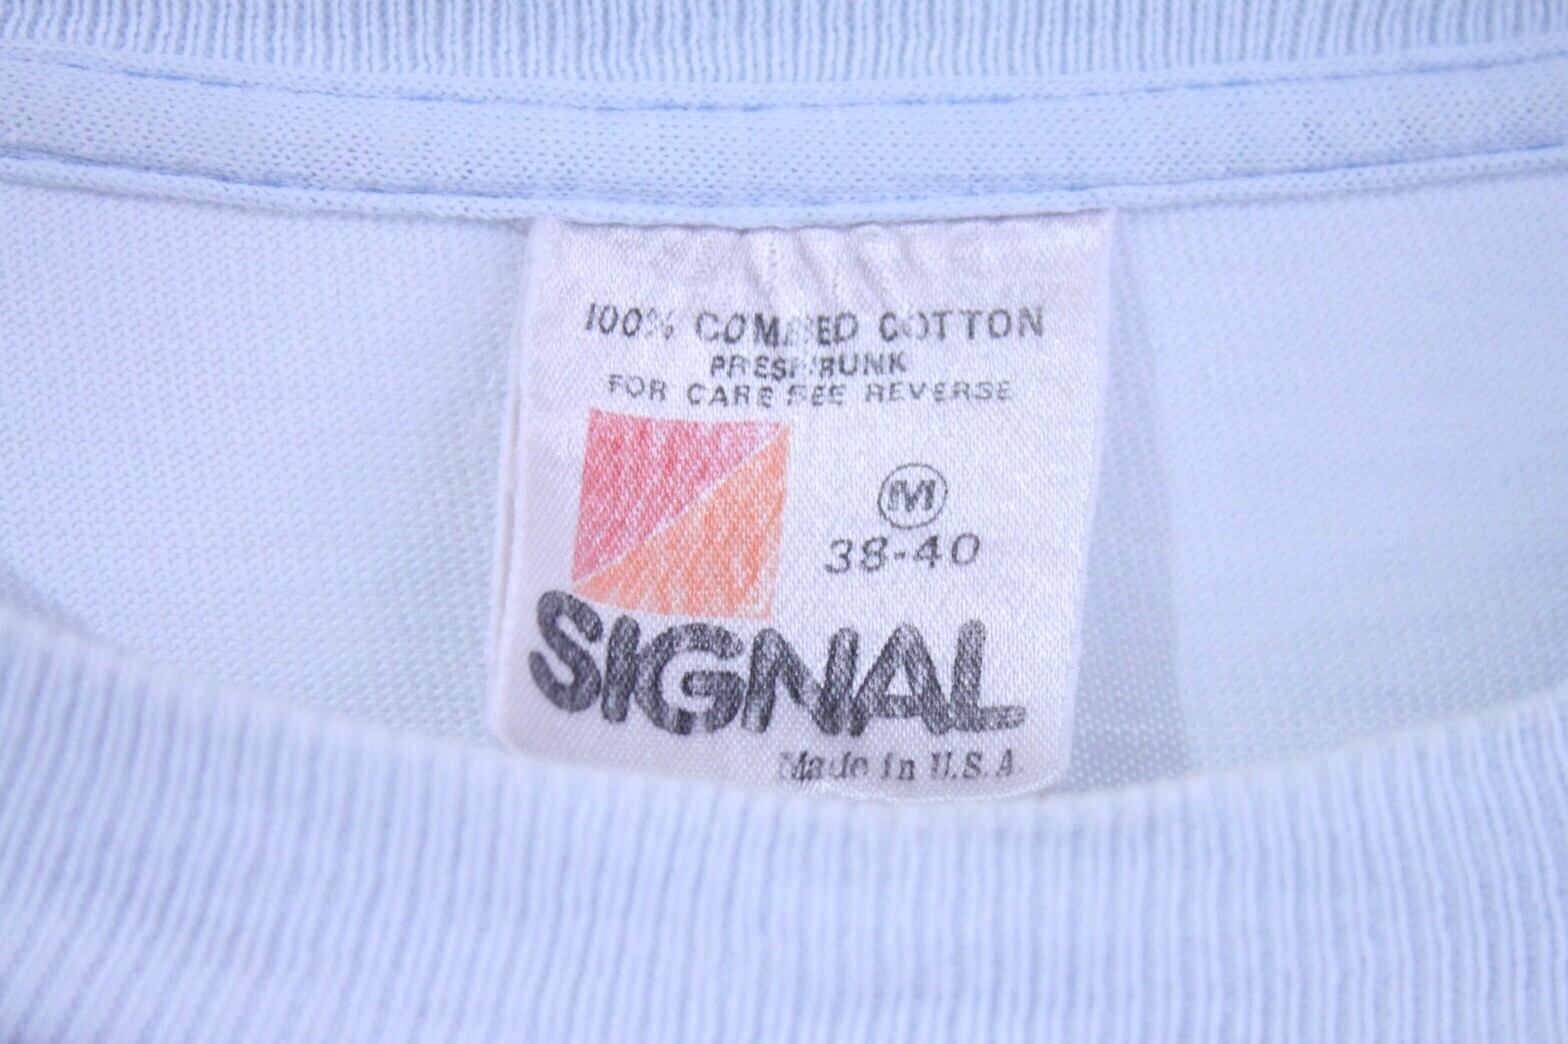 100% COMBED COTTON
PRESHRUNK
FOR CARE SEE REVERSE
M
38-40
SIGNAL
Made in U.S.A